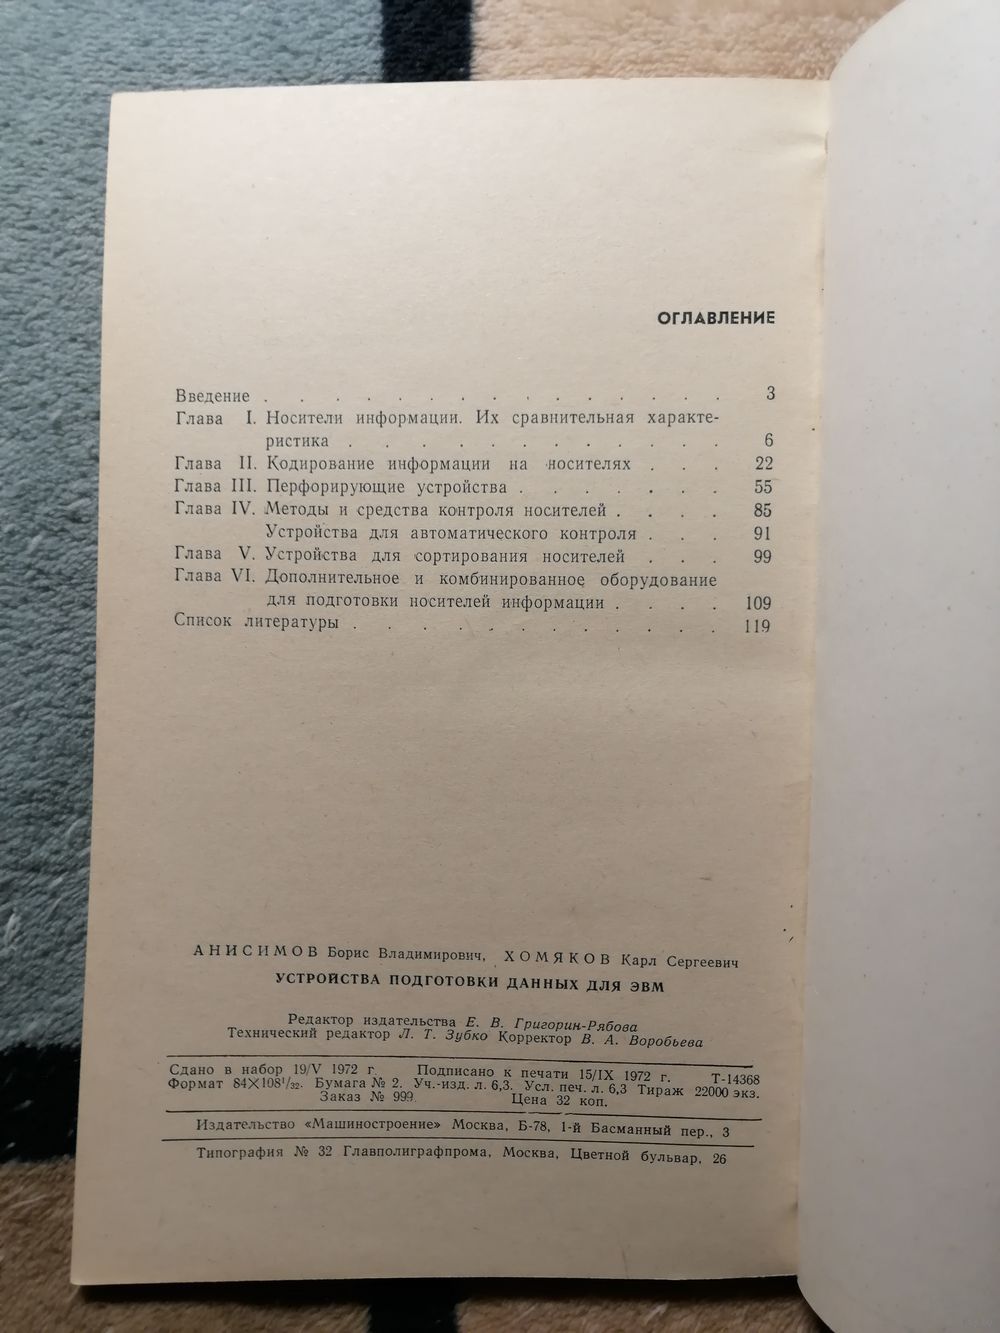 ОГЛАВЛЕНИЕ
Введение . . . . . . . . . . . . . . 3
Глава I. Носители информации. Их сравнительная характе-
ристика . . . . . . . . . . . 6
Глава II. Кодирование информации на носителях . . . 22
Глава III. Перфорирующие устройства . . . . . . . 55
Глава IV. Методы и средства контроля носителей . . . . 85
Устройства для автоматического контроля . . . 91
Глава V. Устройства для сортирования носителей . . . 99
Глава VI. Дополнительное и комбинированное оборудование
для подготовки носителей информации . . . . 109
Список литературы . . . . . . . . . . . 119
АНИСИМОВ Борис Владимирович, ХОМЯКОВ Карл Сергеевич
УСТРОЙСТВА ПОДГОТОВКИ ДАННЫХ ДЛЯ ЭВМ
Редактор издательства Е. В. Григорин-Рябова
Технический редактор Л. Т. Зубко Корректор В. А. Воробьева
Сдано в набор 19/V 1972 г. Подписано к печати 15/IX 1972 г. Т-14368
Формат 84×108¹/₃₂. Бумага № 2. Уч.-изд. л. 6,3. Усл. печ. л. 6,3 Тираж 22000 экз.
Заказ № 999. Цена 32 коп.
Издательство «Машиностроение» Москва, Б-78, 1-й Басманный пер., 3
Типография № 32 Главполиграфпрома, Москва, Цветной бульвар, 26